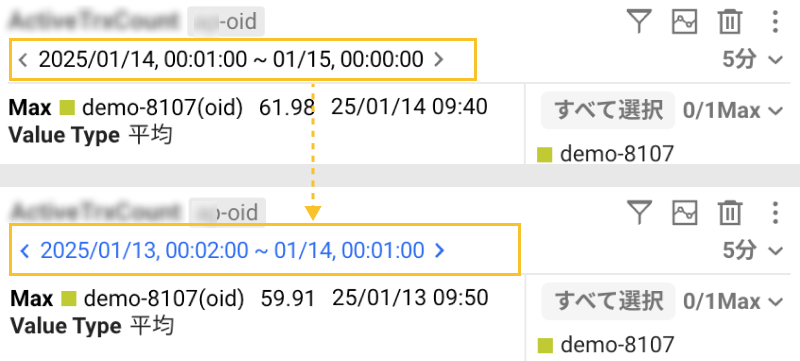 -oid
< 2025/01/14, 00:01:00 ~ 01/15, 00:00:00 > 5分
Max demo-8107(oid) 61.98 25/01/14 09:40 すべて選択 0/1Max
Value Type 平均
demo-8107
-oid
< 2025/01/13, 00:02:00 ~ 01/14, 00:01:00 > 5分
Max demo-8107(oid) 59.91 25/01/13 09:50 すべて選択 0/1Max
Value Type 平均
demo-8107